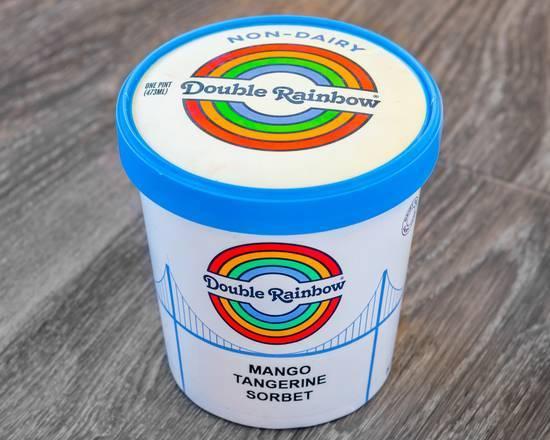 NON-DAIRY
ONE PINT
(473ML)
Double Rainbow®
Double Rainbow®
MANGO
TANGERINE
SORBET